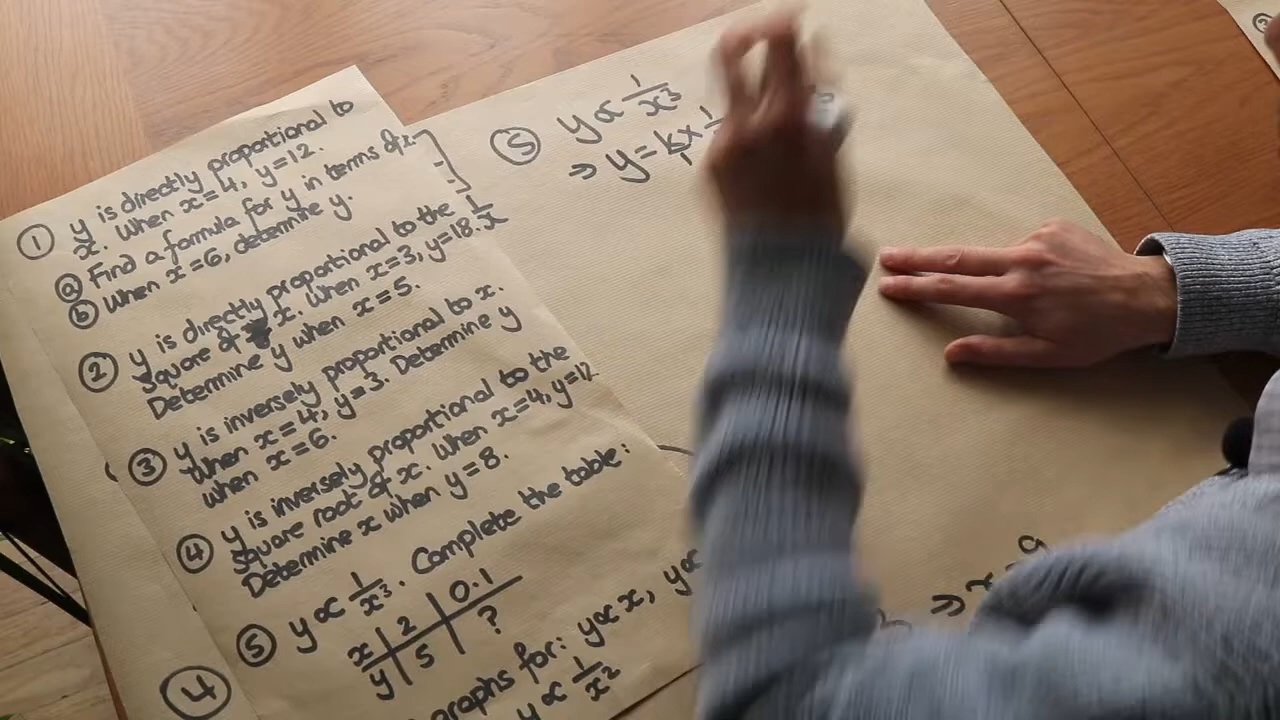 ① y is directly proportional to
x. When x=4, y=12.
ⓐ Find a formula for y in terms of x.
ⓑ When x=6, determine y.
② y is directly proportional to the
square of x. When x=3, y=18.
Determine y when x=5.
1/x
③ y is inversely proportional to x.
When x=4, y=3. Determine y
when x=6.
④ y is inversely proportional to the
square root of x. When x=4, y=12
Determine x when y=8.
⑤ y ∝ 1/x³. Complete the table:
x | 2 | 0.1
y | 5 | ?
graphs for: y ∝ x, y ∝
y ∝ 1/x²
④
⑤ y ∝ 1/x³
⇒ y = k × 1